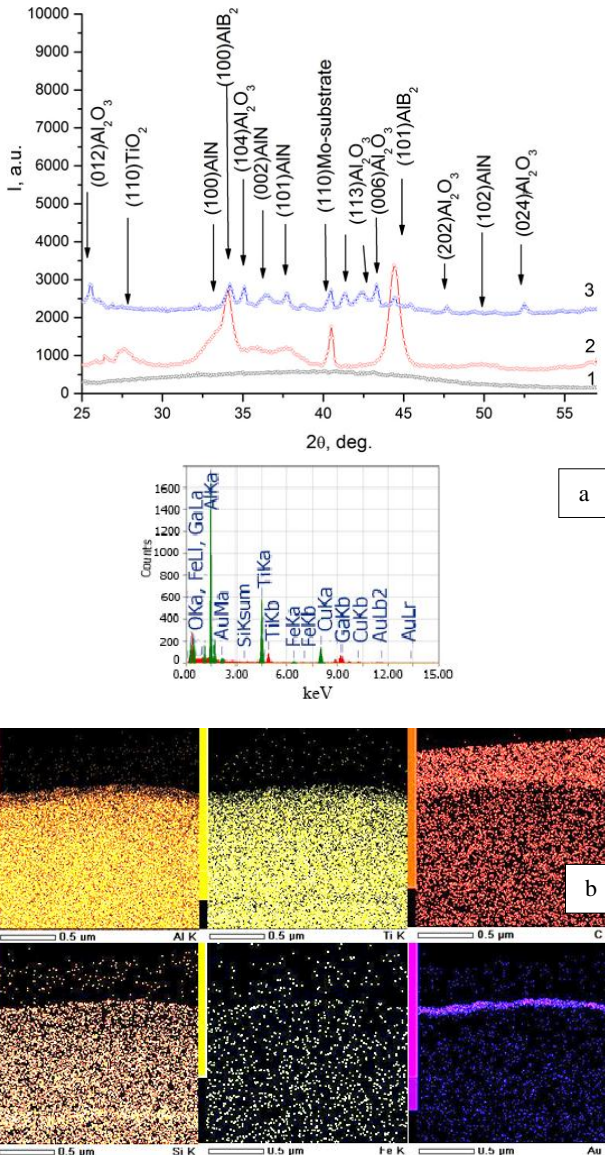 10000
9000
8000
7000
6000
5000
4000
3000
2000
1000
0
I, a.u.
(012)Al2O3
(110)TiO2
(100)AlN
(100)AlB2
(104)Al2O3
(002)AlN
(101)AlN
(110)Mo-substrate
(113)Al2O3
(006)Al2O3
(101)AlB2
(202)Al2O3
(102)AlN
(024)Al2O3
3
2
1
25 30 35 40 45 50 55
2θ, deg.
a
1600
1400
1200
1000
800
600
400
200
0
Counts
OKa, FeLl, GaLa
AlKa
AuMa
SiKsum
TiKa
TiKb
FeKa
FeKb
CuKa
GaKb
CuKb
AuLb2
AuLr
0.00 3.00 6.00 9.00 12.00 15.00
keV
b
0.5 µm Al K 0.5 µm Ti K 0.5 µm C
0.5 µm Si K 0.5 µm Fe K 0.5 µm Au